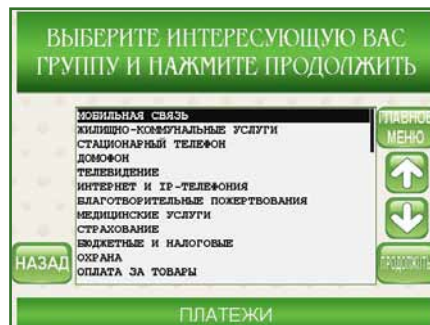 ВЫБЕРИТЕ ИНТЕРЕСУЮЩУЮ ВАС
ГРУППУ И НАЖМИТЕ ПРОДОЛЖИТЬ
МОБИЛЬНАЯ СВЯЗЬ
ЖИЛИЩНО-КОММУНАЛЬНЫЕ УСЛУГИ
СТАЦИОНАРНЫЙ ТЕЛЕФОН
ДОМОФОН
ТЕЛЕВИДЕНИЕ
ИНТЕРНЕТ И IP-ТЕЛЕФОНИЯ
БЛАГОТВОРИТЕЛЬНЫЕ ПОЖЕРТВОВАНИЯ
МЕДИЦИНСКИЕ УСЛУГИ
СТРАХОВАНИЕ
БЮДЖЕТНЫЕ И НАЛОГОВЫЕ
ОХРАНА
ОПЛАТА ЗА ТОВАРЫ
ГЛАВНОЕ
МЕНЮ
НАЗАД
ПРОДОЛЖИТЬ
ПЛАТЕЖИ